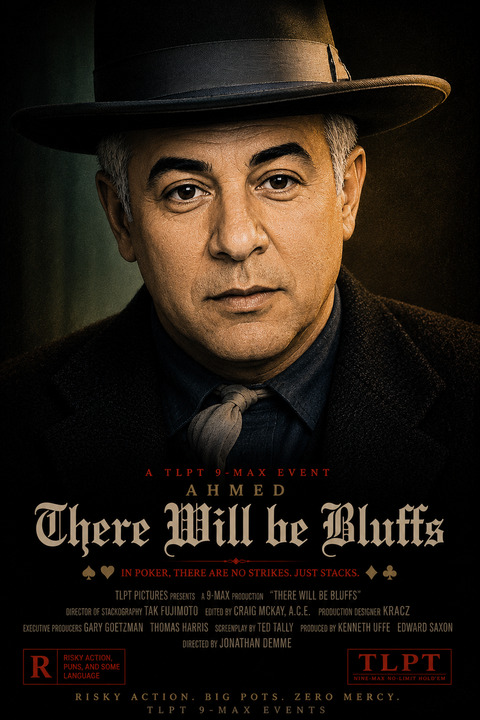 A TLPT 9-MAX EVENT
AHMED
There Will be Bluffs
IN POKER, THERE ARE NO STRIKES. JUST STACKS.
TLPT PICTURES PRESENTS A 9-MAX PRODUCTION "THERE WILL BE BLUFFS"
DIRECTOR OF STACKOGRAPHY TAK FUJIMOTO EDITED BY CRAIG MCKAY, A.C.E. PRODUCTION DESIGNER KRACZ
EXECUTIVE PRODUCERS GARY GOETZMAN THOMAS HARRIS SCREENPLAY BY TED TALLY PRODUCED BY KENNETH UFFE EDWARD SAXON
DIRECTED BY JONATHAN DEMME
R
RISKY ACTION,
PUNS, AND SOME
LANGUAGE
TLPT
NINE-MAX NO-LIMIT HOLD'EM
RISKY ACTION. BIG POTS. ZERO MERCY.
TLPT 9-MAX EVENTS